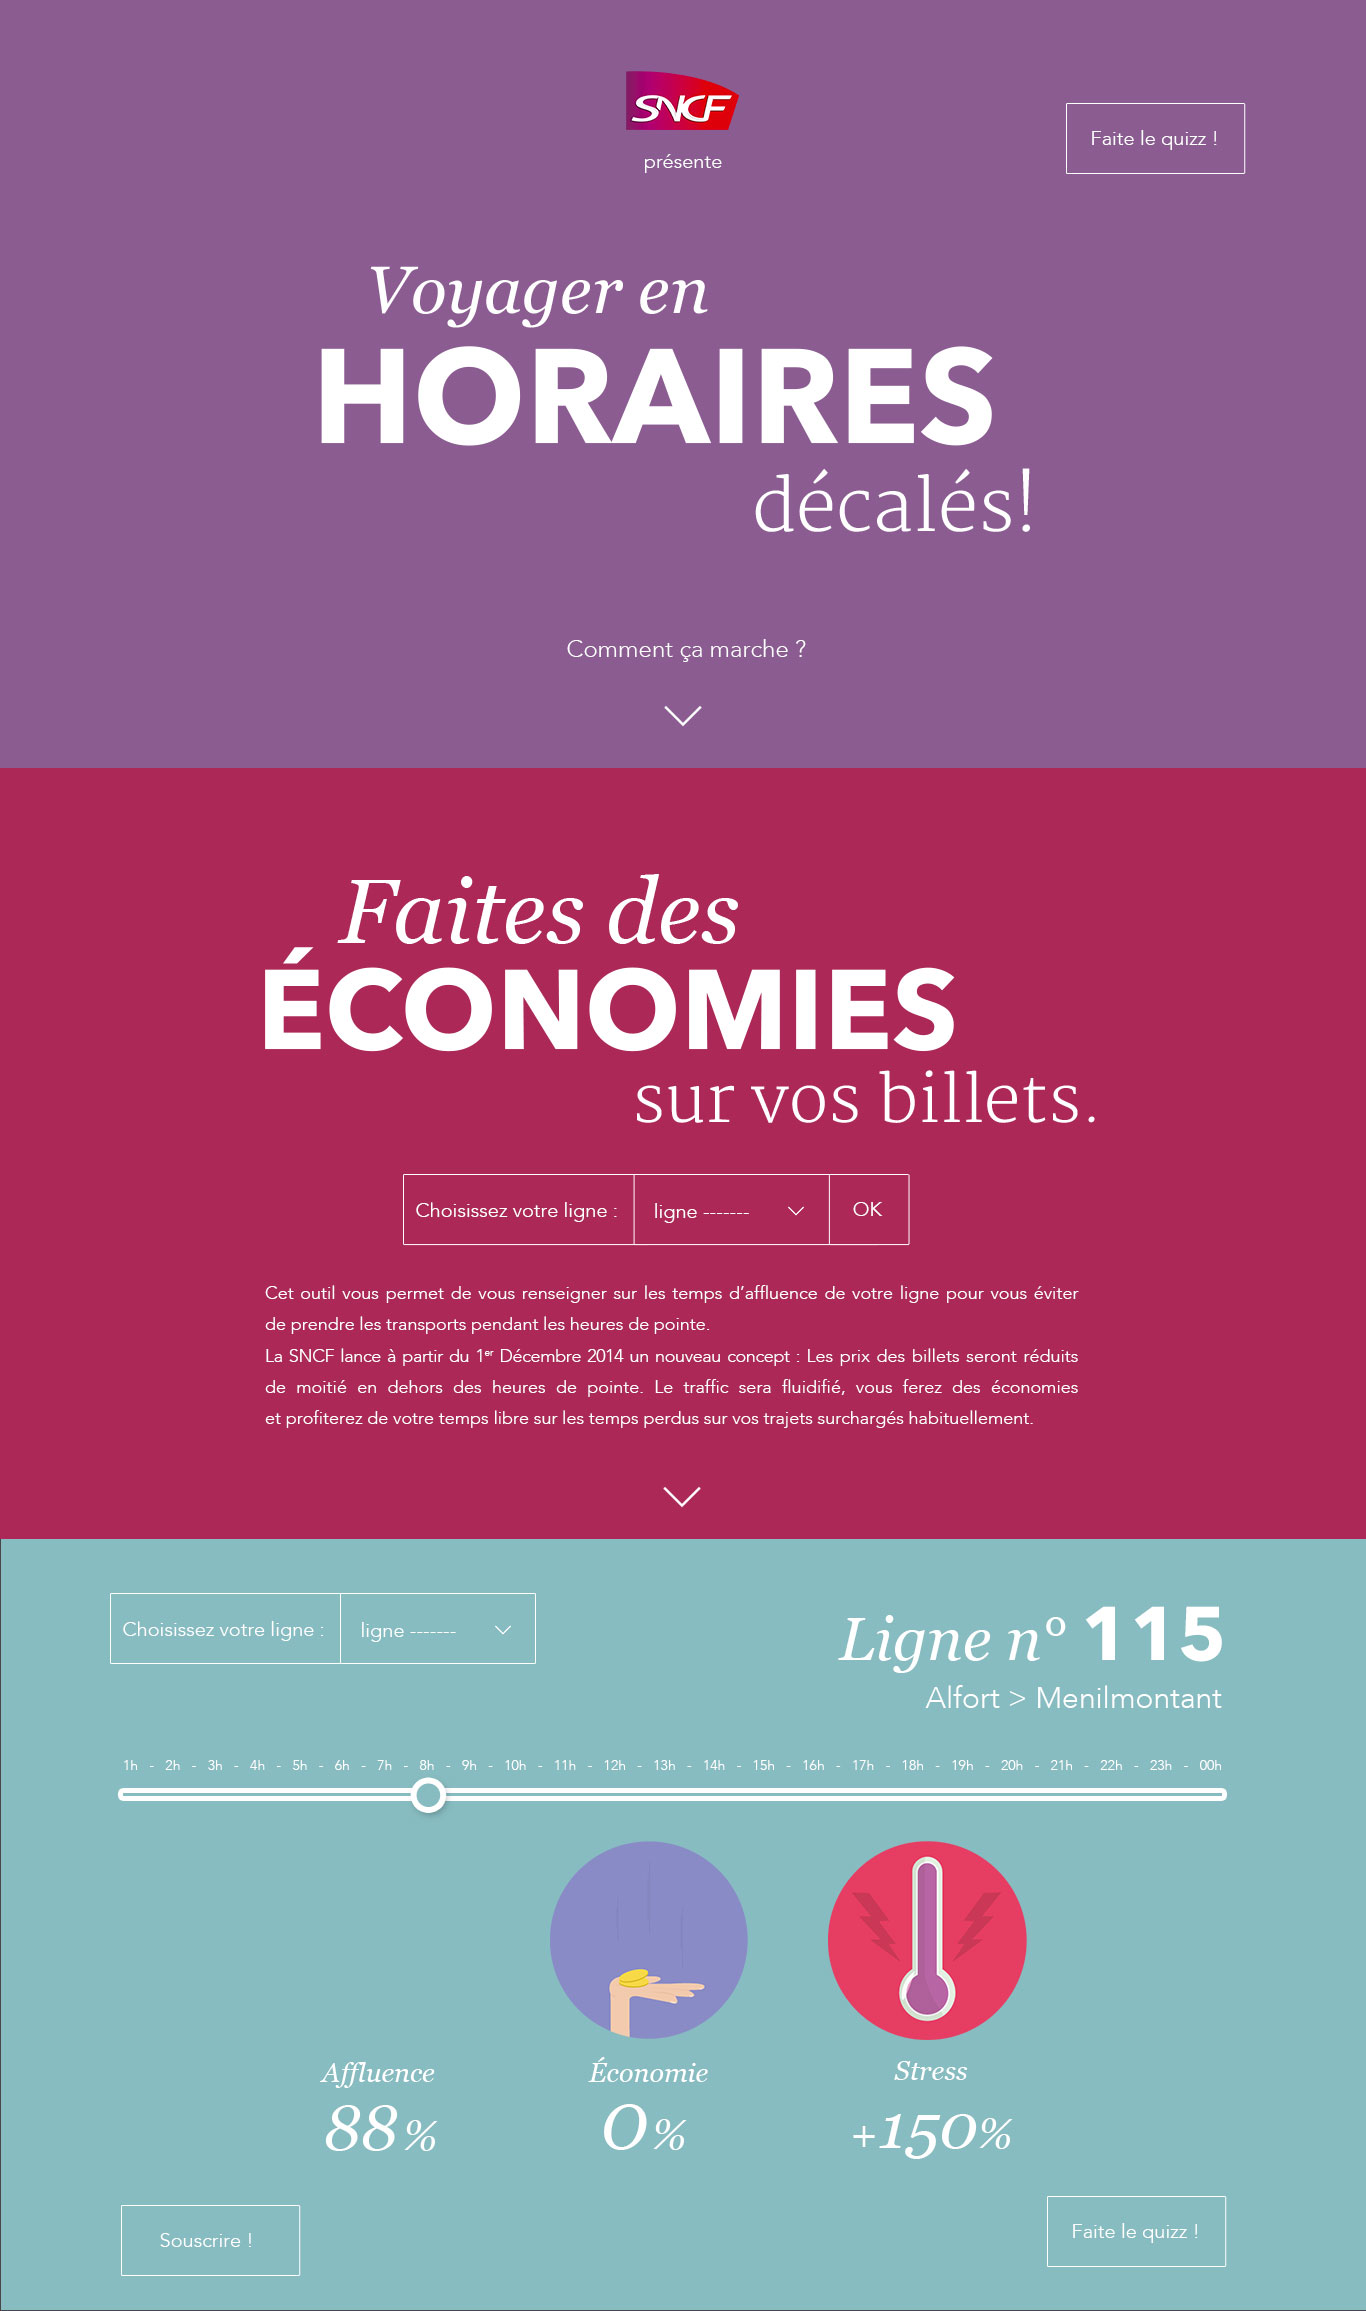 SNCF
présente
Faite le quizz !
Voyager en
HORAIRES
décalés!
Comment ça marche ?
Faites des
ÉCONOMIES
sur vos billets.
Choisissez votre ligne : ligne ------- OK
Cet outil vous permet de vous renseigner sur les temps d’affluence de votre ligne pour vous éviter
de prendre les transports pendant les heures de pointe.
La SNCF lance à partir du 1er Décembre 2014 un nouveau concept : Les prix des billets seront réduits
de moitié en dehors des heures de pointe. Le traffic sera fluidifié, vous ferez des économies
et profiterez de votre temps libre sur les temps perdus sur vos trajets surchargés habituellement.
Choisissez votre ligne : ligne -------
Ligne n° 115
Alfort > Menilmontant
1h - 2h - 3h - 4h - 5h - 6h - 7h - 8h - 9h - 10h - 11h - 12h - 13h - 14h - 15h - 16h - 17h - 18h - 19h - 20h - 21h - 22h - 23h - 00h
Affluence
88%
Économie
0%
Stress
+150%
Souscrire !
Faite le quizz !